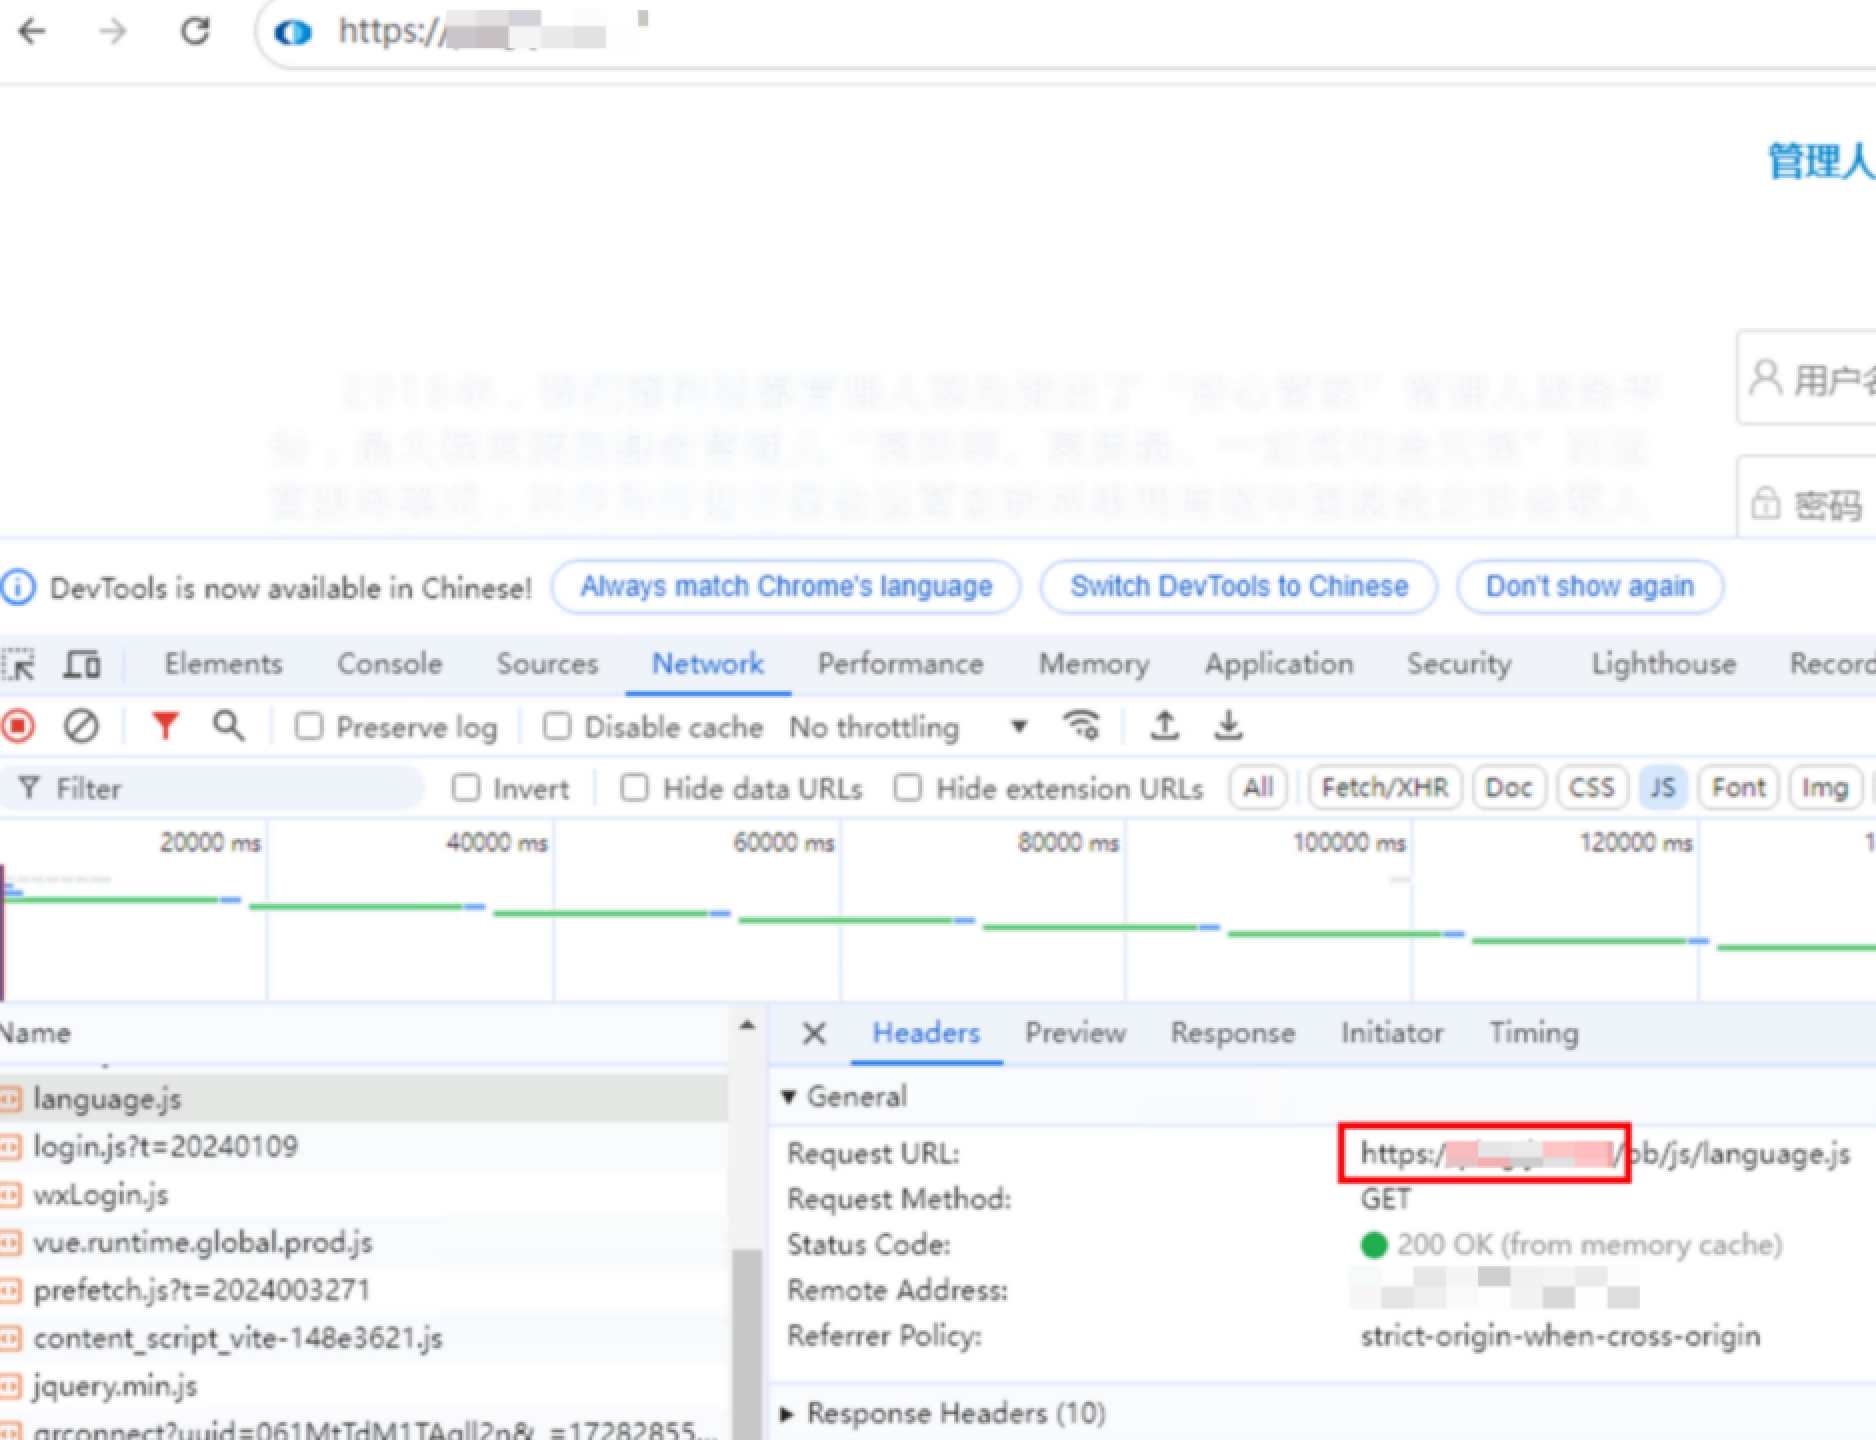 https://
管理人
用户名
密码
DevTools is now available in Chinese! Always match Chrome's language Switch DevTools to Chinese Don't show again
Elements Console Sources Network Performance Memory Application Security Lighthouse Record
Preserve log Disable cache No throttling
Filter Invert Hide data URLs Hide extension URLs All Fetch/XHR Doc CSS JS Font Img
20000 ms 40000 ms 60000 ms 80000 ms 100000 ms 120000 ms 1
Name
language.js
login.js?t=20240109
wxLogin.js
vue.runtime.global.prod.js
prefetch.js?t=2024003271
content_script_vite-148e3621.js
jquery.min.js
qrconnect?uuid=061MtTdM1TAqll2n&_=17282855...
Headers Preview Response Initiator Timing
General
Request URL: https:/ /js/language.js
Request Method: GET
Status Code: 200 OK (from memory cache)
Remote Address:
Referrer Policy: strict-origin-when-cross-origin
Response Headers (10)